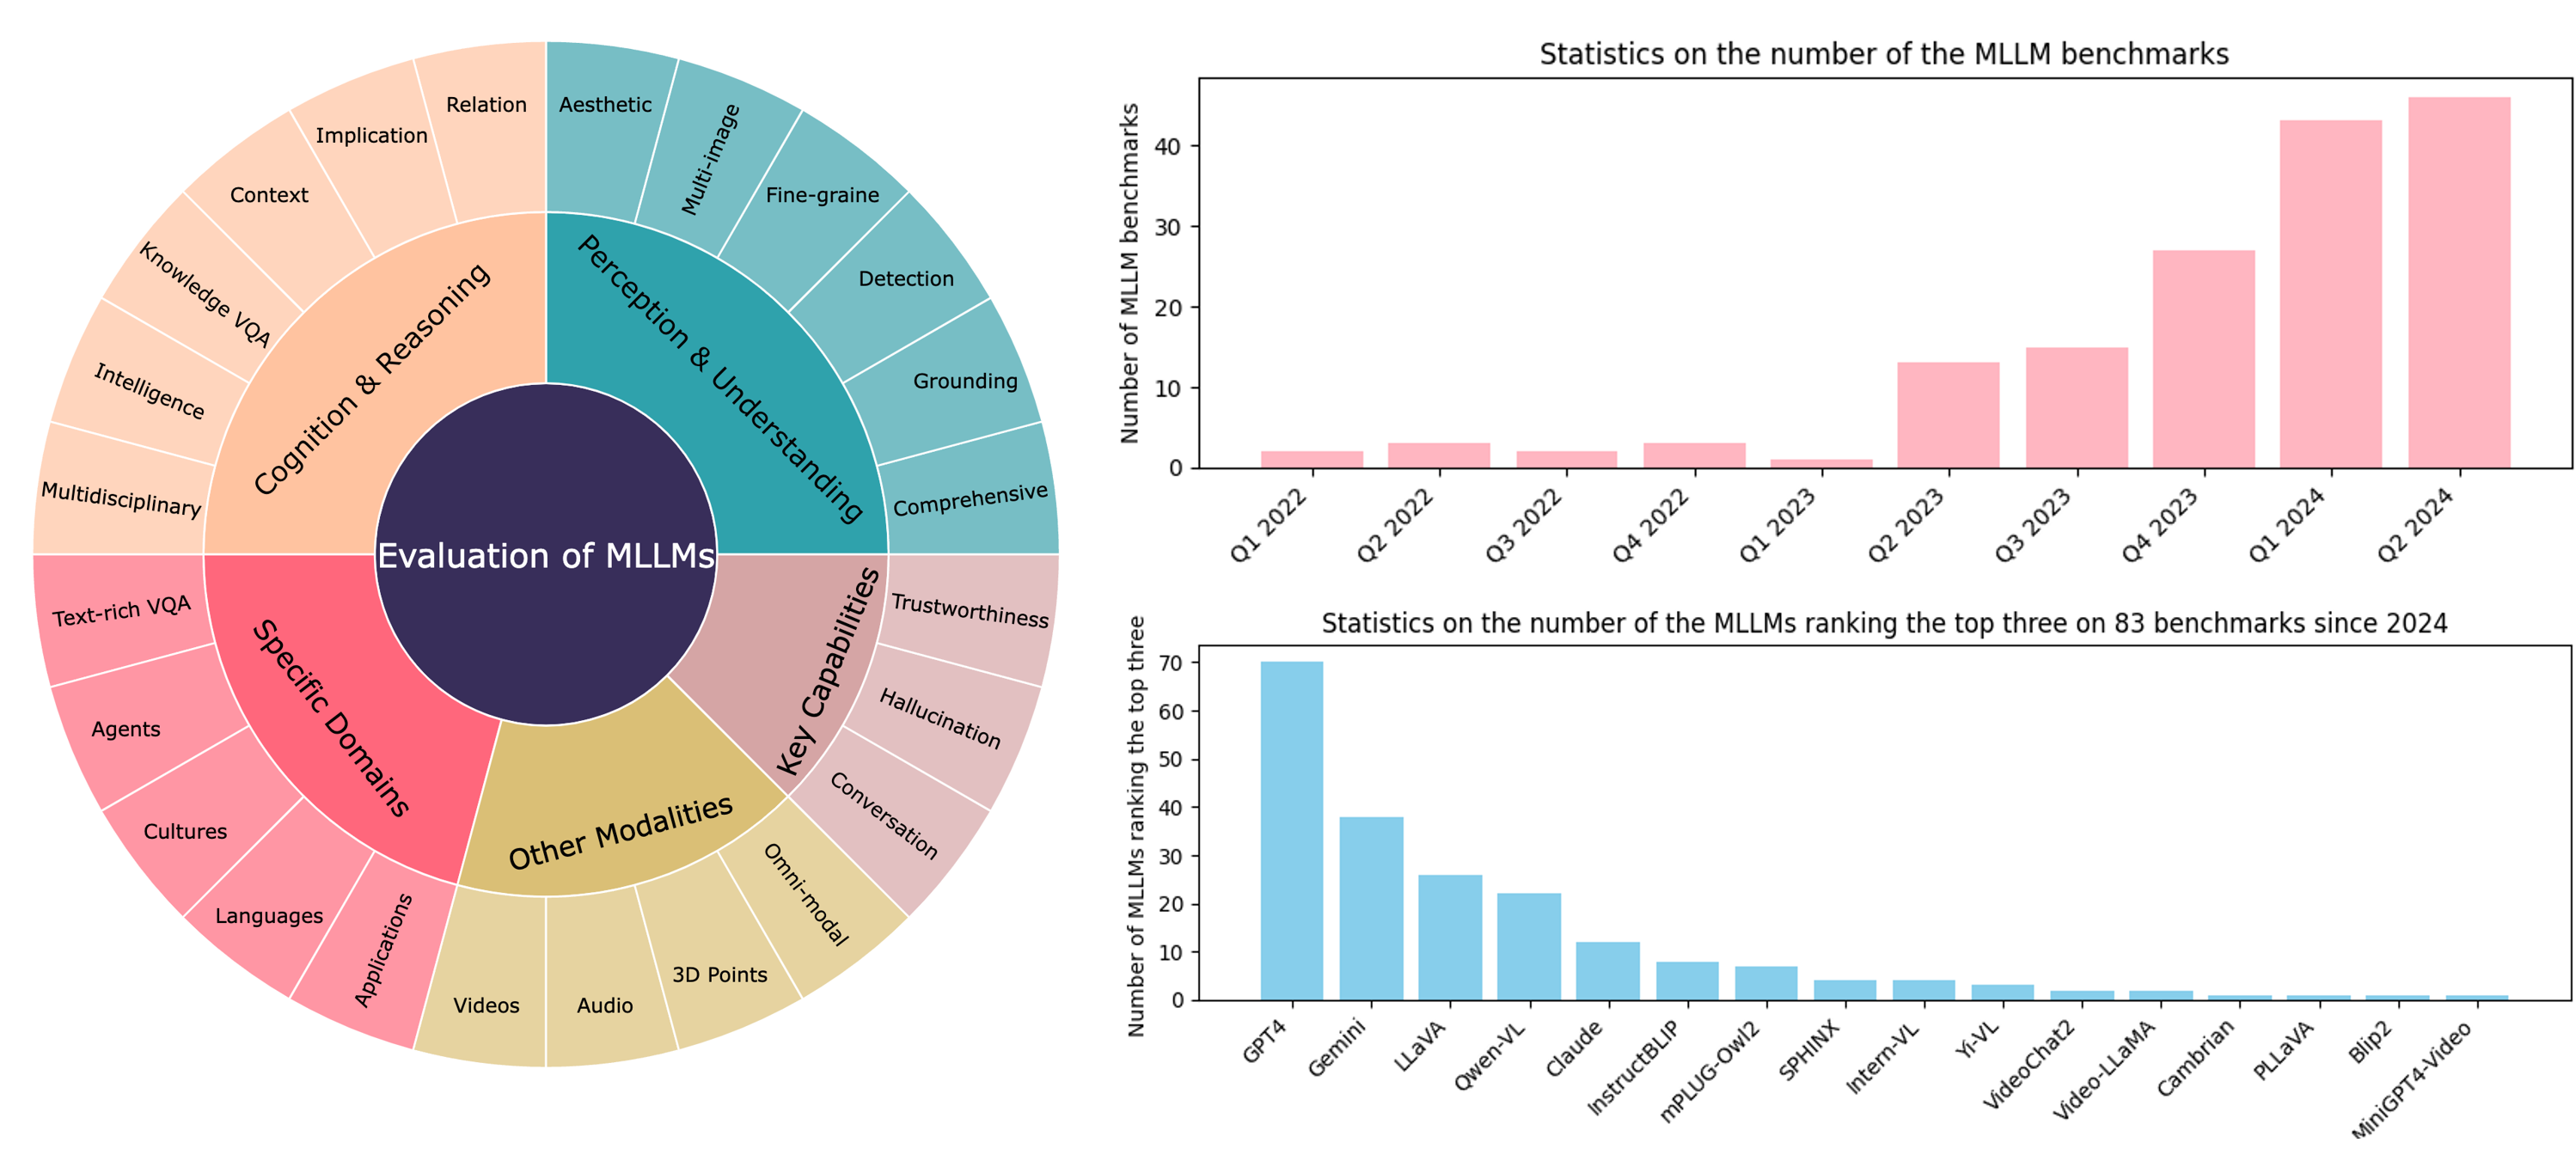 Evaluation of MLLMs
Perception & Understanding
Aesthetic
Multi-image
Fine-graine
Detection
Grounding
Comprehensive
Key Capabilities
Trustworthiness
Hallucination
Conversation
Other Modalities
Omni-modal
3D Points
Audio
Videos
Specific Domains
Applications
Languages
Cultures
Agents
Text-rich VQA
Cognition & Reasoning
Multidisciplinary
Intelligence
Knowledge VQA
Context
Implication
Relation
Statistics on the number of the MLLM benchmarks
Number of MLLM benchmarks
40
30
20
10
0
Q1 2022
Q2 2022
Q3 2022
Q4 2022
Q1 2023
Q2 2023
Q3 2023
Q4 2023
Q1 2024
Q2 2024
Statistics on the number of the MLLMs ranking the top three on 83 benchmarks since 2024
Number of MLLMs ranking the top three
70
60
50
40
30
20
10
0
GPT4
Gemini
LLaVA
Qwen-VL
Claude
InstructBLIP
mPLUG-Owl2
SPHINX
Intern-VL
Yi-VL
VideoChat2
Video-LLaMA
Cambrian
PLLaVA
Blip2
MiniGPT4-Video